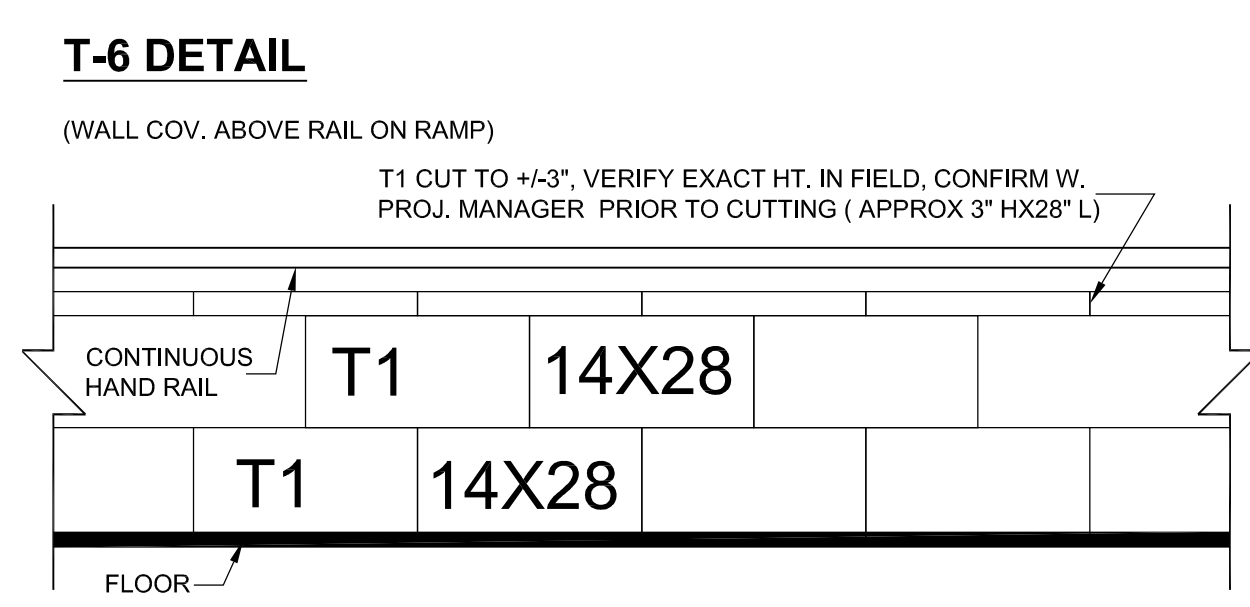 T-6 DETAIL
(WALL COV. ABOVE RAIL ON RAMP)
T1 CUT TO +/-3", VERIFY EXACT HT. IN FIELD, CONFIRM W.
PROJ. MANAGER PRIOR TO CUTTING ( APPROX 3" HX28" L)
CONTINUOUS
HAND RAIL
T1
14X28
T1
14X28
FLOOR